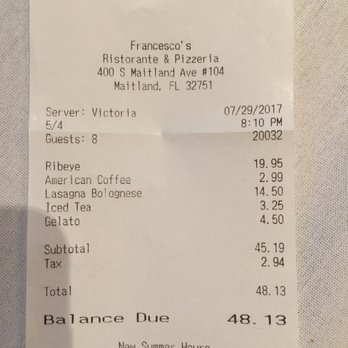 Francesco's
Ristorante & Pizzeria
400 S Maitland Ave #104
Maitland, FL 32751
Server: Victoria 07/29/2017
5/4 8:10 PM
Guests: 8 20032
Ribeye 19.95
American Coffee 2.99
Lasagna Bolognese 14.50
Iced Tea 3.25
Gelato 4.50
Subtotal 45.19
Tax 2.94
Total 48.13
Balance Due 48.13
New Summer Hours